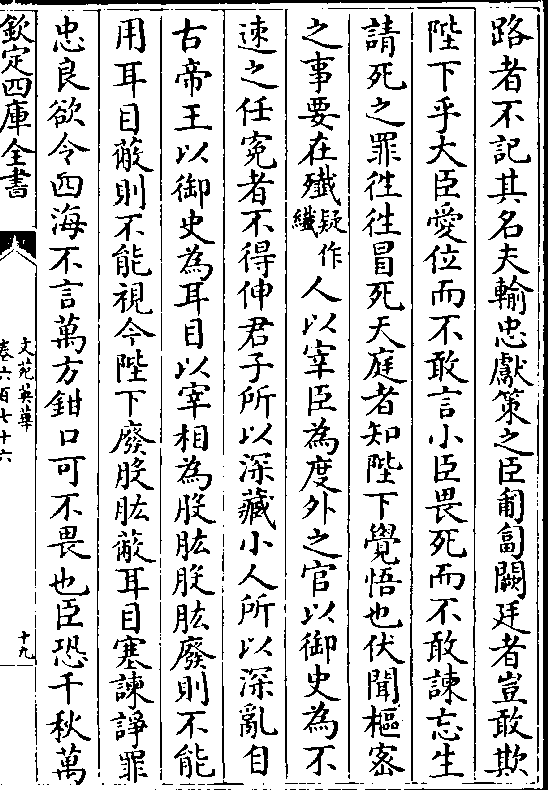 路者不記其名夫輸忠獻策之臣匍匐闕廷者豈敢欺
陛下乎大臣愛位而不敢言小臣畏死而不敢諫忘生
請死之罪往往冒死天庭者知陛下覺悟也伏聞樞密
之事要在殲疑作纎人以宰臣為度外之官以御史為不
速之任寃者不得伸君子所以深藏小人所以深亂自
古帝王以御史為耳目以宰相為股肱股肱廢則不能
用耳目蔽則不能視今陛下廢股肱蔽耳目塞諫諍罪
忠良欲令四海不言萬方鉗口可不畏也臣恐千秋萬
欽定四庫全書
文苑英華
卷六百七十六
十九